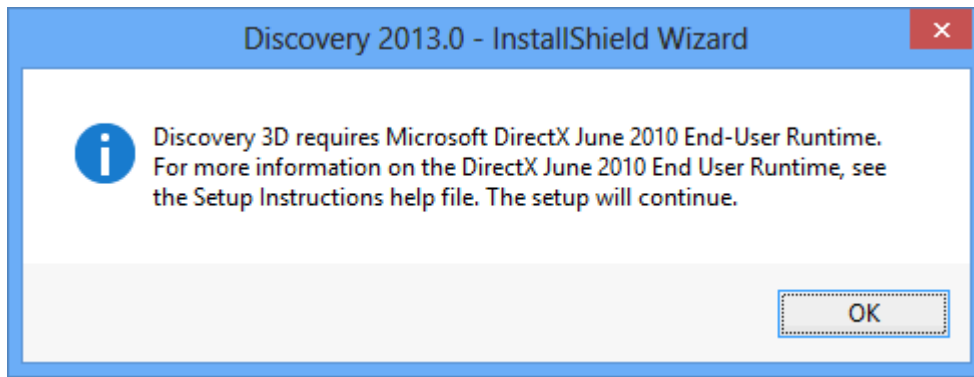 Discovery 2013.0 - InstallShield Wizard
Discovery 3D requires Microsoft DirectX June 2010 End-User Runtime.
For more information on the DirectX June 2010 End User Runtime, see
the Setup Instructions help file. The setup will continue.
OK